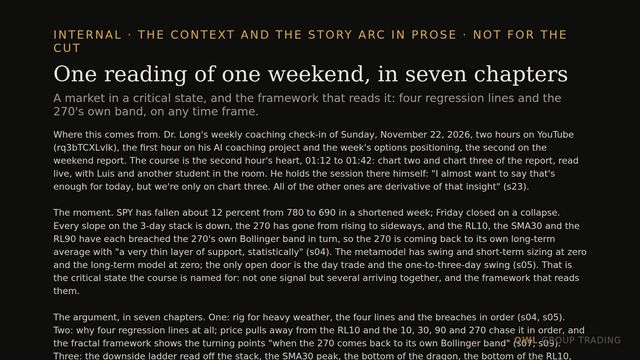 INTERNAL · THE CONTEXT AND THE STORY ARC IN PROSE · NOT FOR THE
CUT
One reading of one weekend, in seven chapters
A market in a critical state, and the framework that reads it: four regression lines and the
270's own band, on any time frame.
Where this comes from. Dr. Long's weekly coaching check-in of Sunday, November 22, 2026, two hours on YouTube
(rq3bTCXLvlk), the first hour on his AI coaching project and the week's options positioning, the second on the
weekend report. The course is the second hour's heart, 01:12 to 01:42: chart two and chart three of the report, read
live, with Luis and another student in the room. He holds the session there himself: "I almost want to say that's
enough for today, but we're only on chart three. All of the other ones are derivative of that insight" (s23).
The moment. SPY has fallen about 12 percent from 780 to 690 in a shortened week; Friday closed on a collapse.
Every slope on the 3-day stack is down, the 270 has gone from rising to sideways, and the RL10, the SMA30 and the
RL90 have each breached the 270's own Bollinger band in turn, so the 270 is coming back to its own long-term
average with "a very thin layer of support, statistically" (s04). The metamodel has swing and short-term sizing at zero
and the long-term model at zero; the only open door is the day trade and the one-to-three-day swing (s05). That is
the critical state the course is named for: not one signal but several arriving together, and the framework that reads
them.
The argument, in seven chapters. One: rig for heavy weather, the four lines and the breaches in order (s04, s05).
Two: why four regression lines at all; price pulls away from the RL10 and the 10, 30, 90 and 270 chase it in order, and
the fractal framework shows the turning points "when the 270 comes back to its own Bollinger band" (s07, s09).
Three: the downside ladder read off the stack, the SMA30 peak, the bottom of the dragon, the bottom of the RL10,
GROUP TRADING